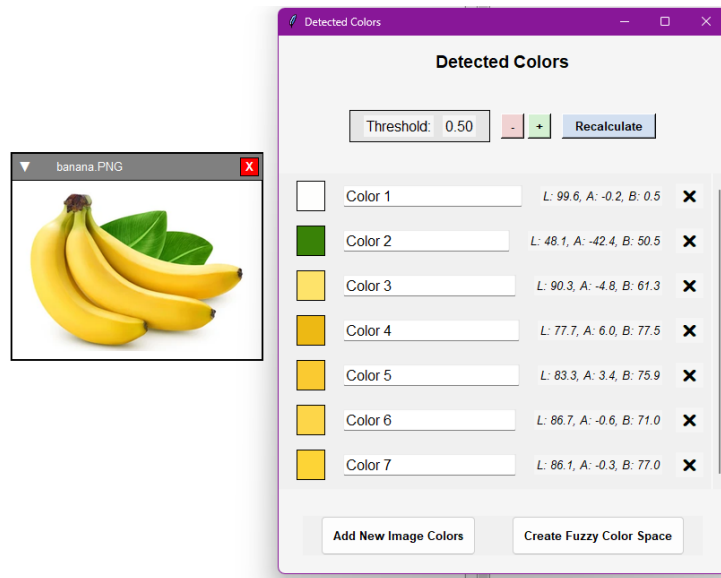 Detected Colors
Detected Colors
Threshold: 0.50 - + Recalculate
banana.PNG X
Color 1 L: 99.6, A: -0.2, B: 0.5
Color 2 L: 48.1, A: -42.4, B: 50.5
Color 3 L: 90.3, A: -4.8, B: 61.3
Color 4 L: 77.7, A: 6.0, B: 77.5
Color 5 L: 83.3, A: 3.4, B: 75.9
Color 6 L: 86.7, A: -0.6, B: 71.0
Color 7 L: 86.1, A: -0.3, B: 77.0
Add New Image Colors Create Fuzzy Color Space